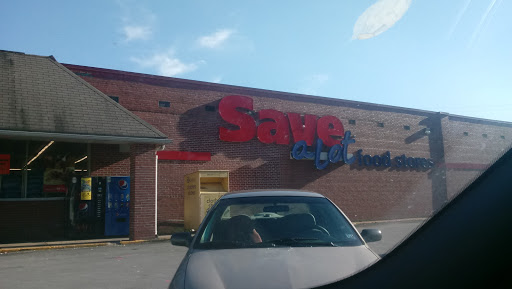 Save
a Lot
food stores